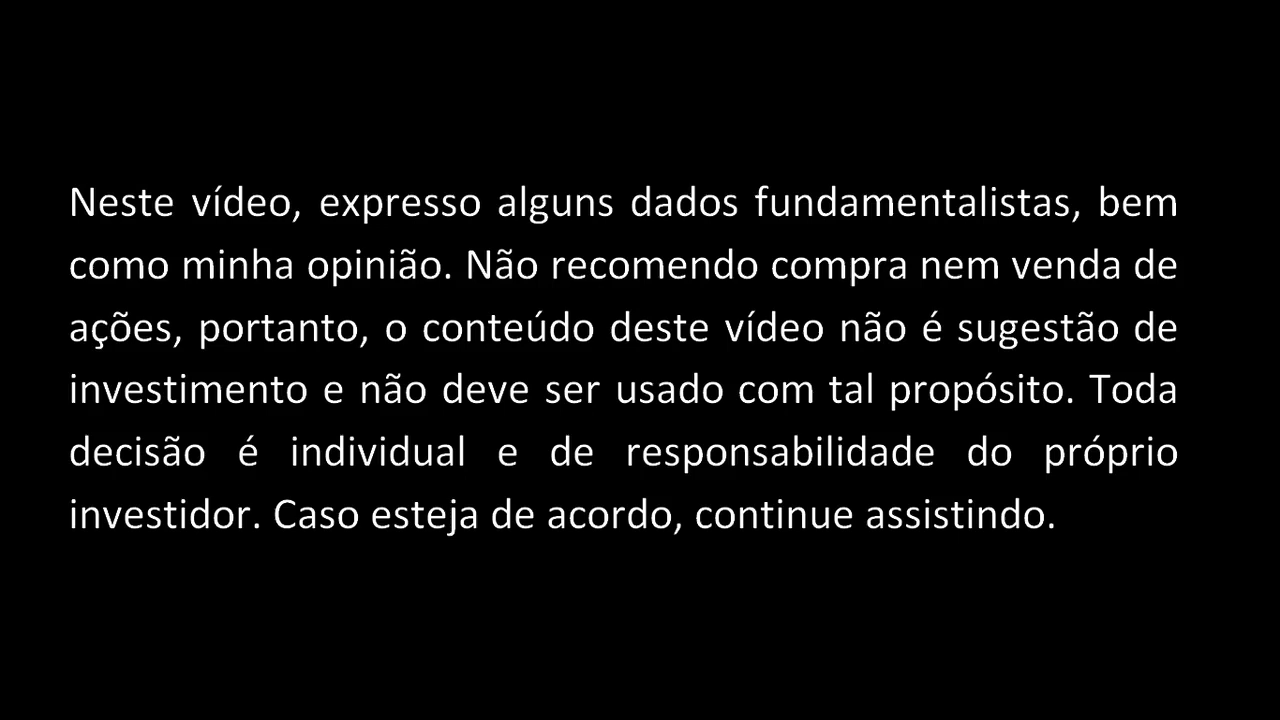 Neste vídeo, expresso alguns dados fundamentalistas, bem
como minha opinião. Não recomendo compra nem venda de
ações, portanto, o conteúdo deste vídeo não é sugestão de
investimento e não deve ser usado com tal propósito. Toda
decisão é individual e de responsabilidade do próprio
investidor. Caso esteja de acordo, continue assistindo.